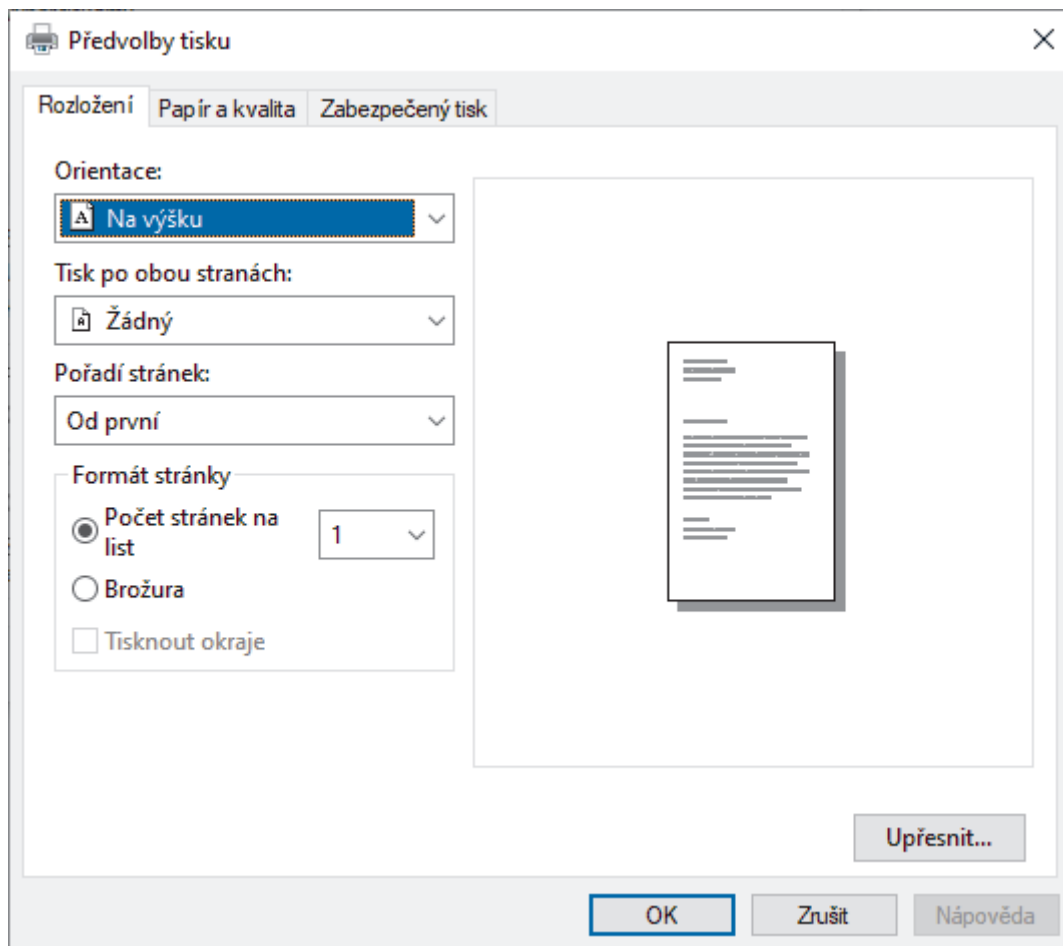 Předvolby tisku
Rozložení
Papír a kvalita
Zabezpečený tisk
Orientace:
Na výšku
Tisk po obou stranách:
Žádný
Pořadí stránek:
Od první
Formát stránky
Počet stránek na
list
1
Brožura
Tisknout okraje
Upřesnit...
OK
Zrušit
Nápověda